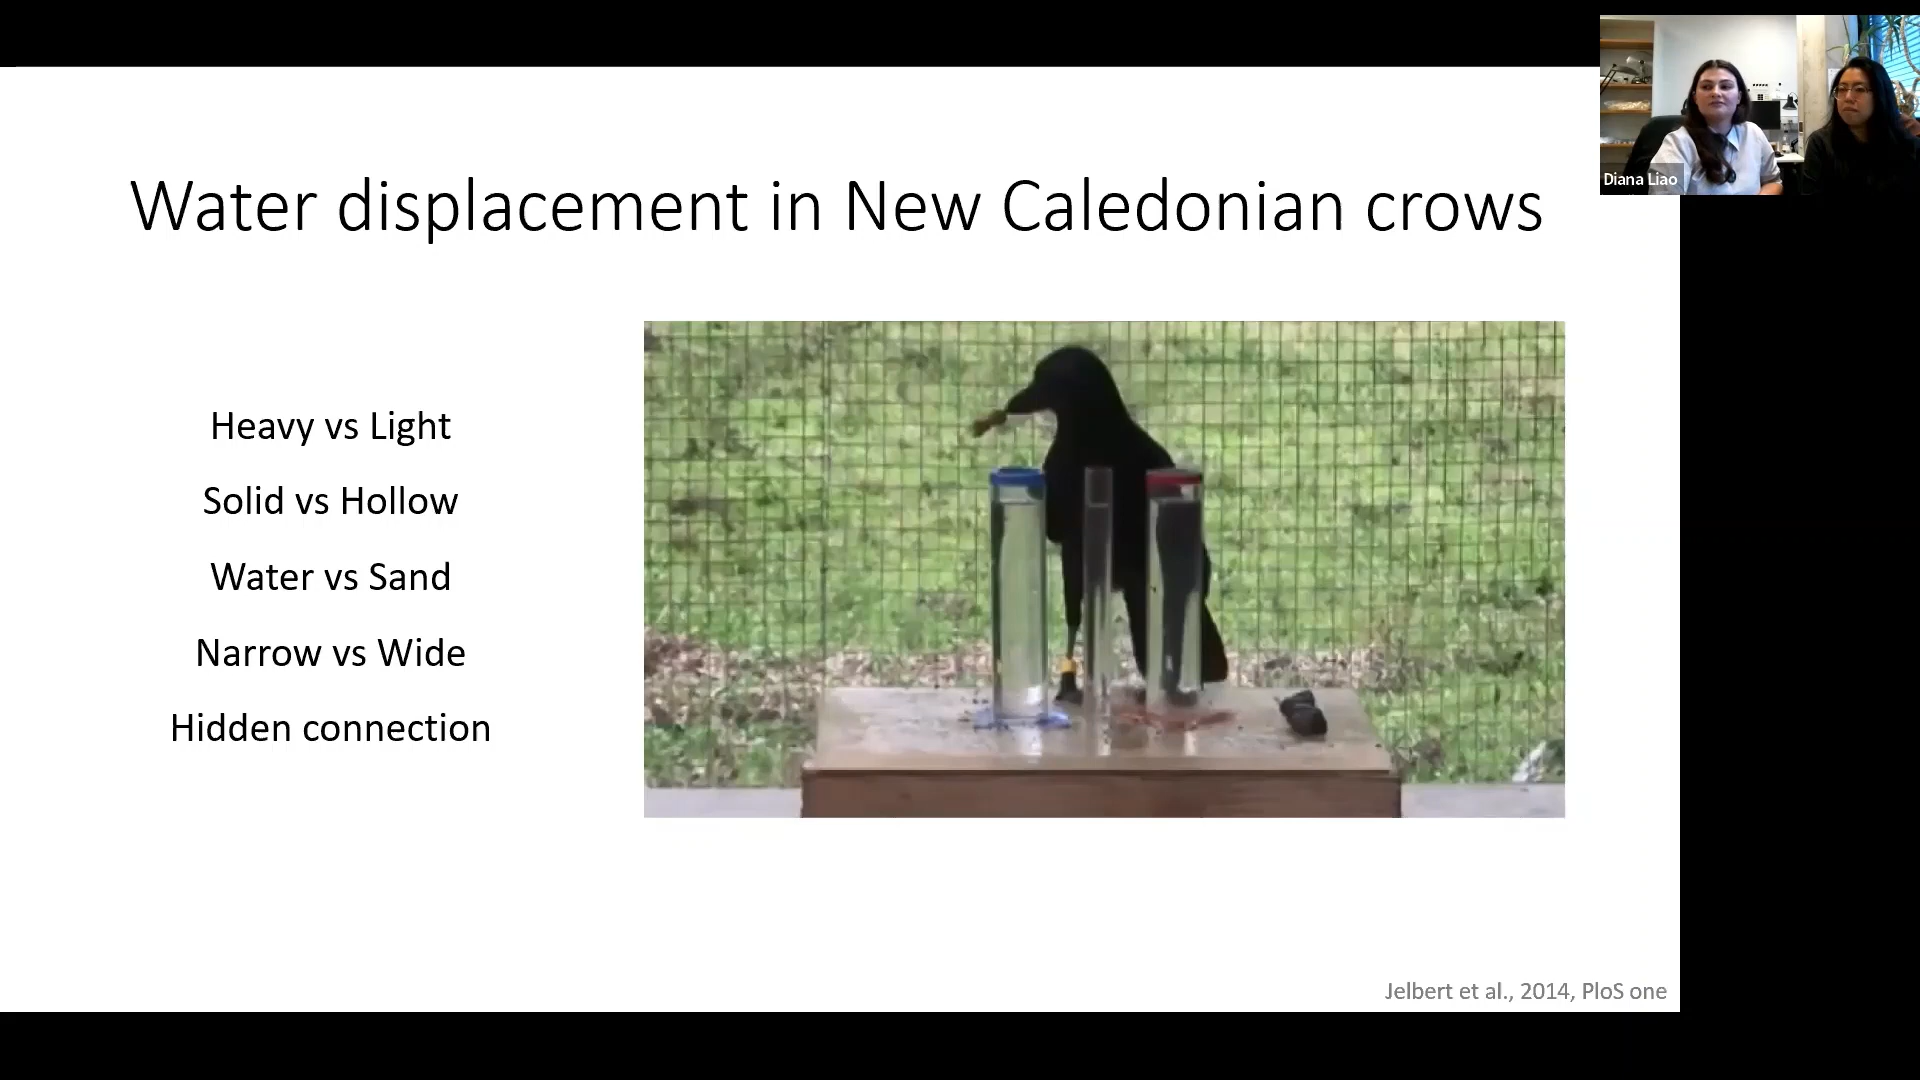 Diana Liao
Water displacement in New Caledonian crows
Heavy vs Light
Solid vs Hollow
Water vs Sand
Narrow vs Wide
Hidden connection
Jelbert et al., 2014, PloS one